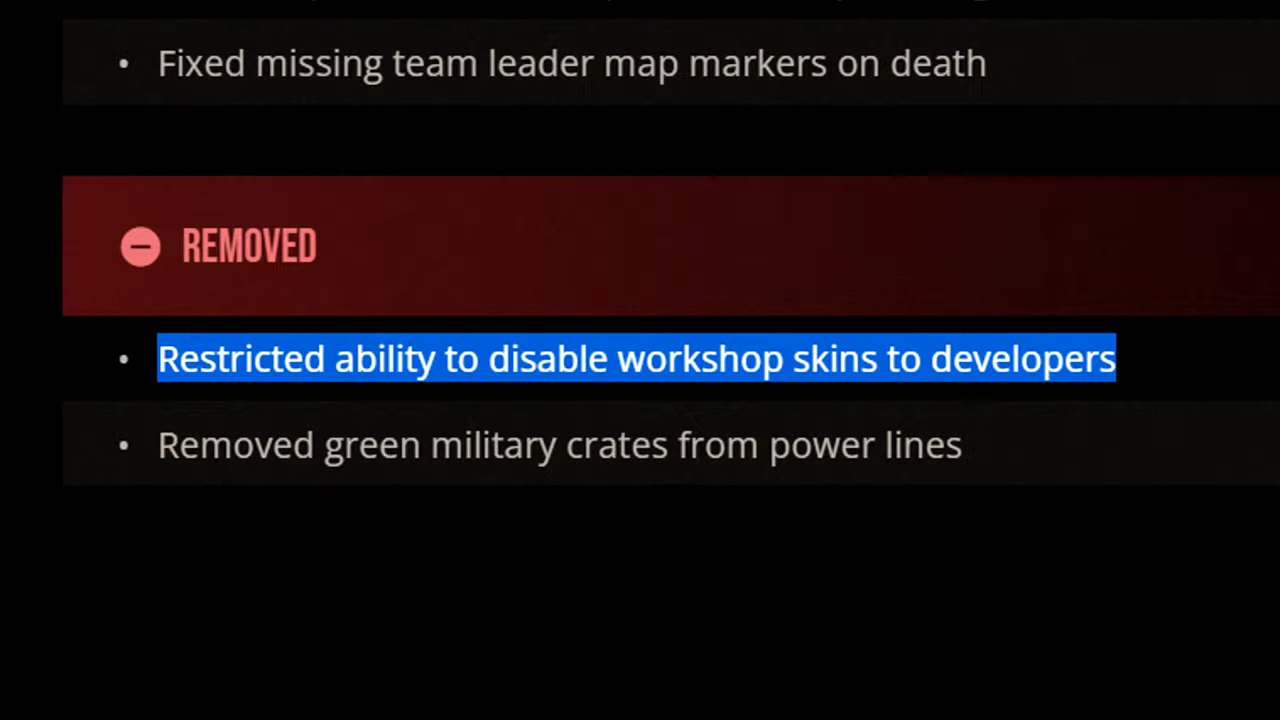 • Fixed missing team leader map markers on death
REMOVED
• Restricted ability to disable workshop skins to developers
• Removed green military crates from power lines